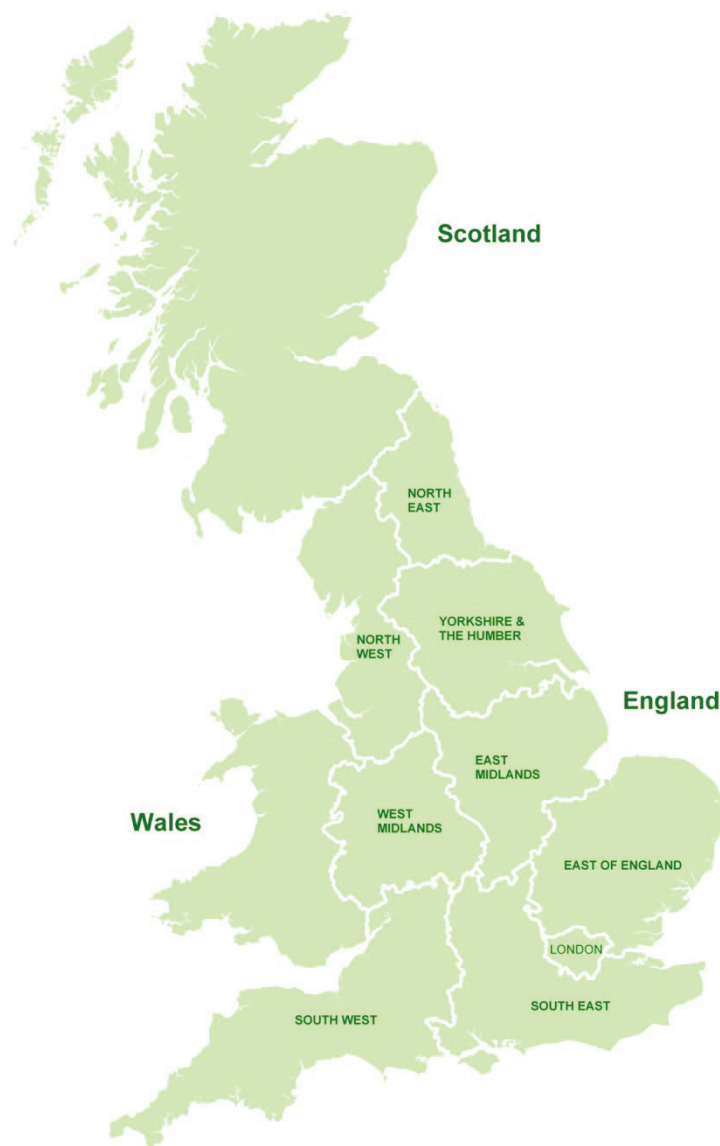 Scotland
NORTH
EAST
YORKSHIRE &
THE HUMBER
NORTH
WEST
England
EAST
MIDLANDS
WEST
MIDLANDS
Wales
EAST OF ENGLAND
LONDON
SOUTH EAST
SOUTH WEST